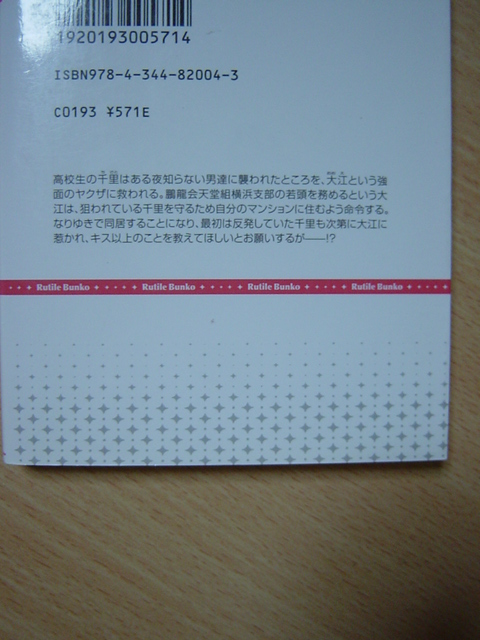 1920193005714
ISBN978-4-344-82004-3
C0193 ¥571E
高校生の千里はある夜知らない男達に襲われたところを、大江という強
面のヤクザに救われる。鵬龍会天堂組横浜支部の若頭を務めるという大
江は、狙われている千里を守るため自分のマンションに住むよう命令する。
なりゆきで同居することになり、最初は反発していた千里も次第に大江に
惹かれ、キス以上のことを教えてほしいとお願いするが――!?
Rutile Bunko Rutile Bunko Rutile Bunko Rutile Bunko